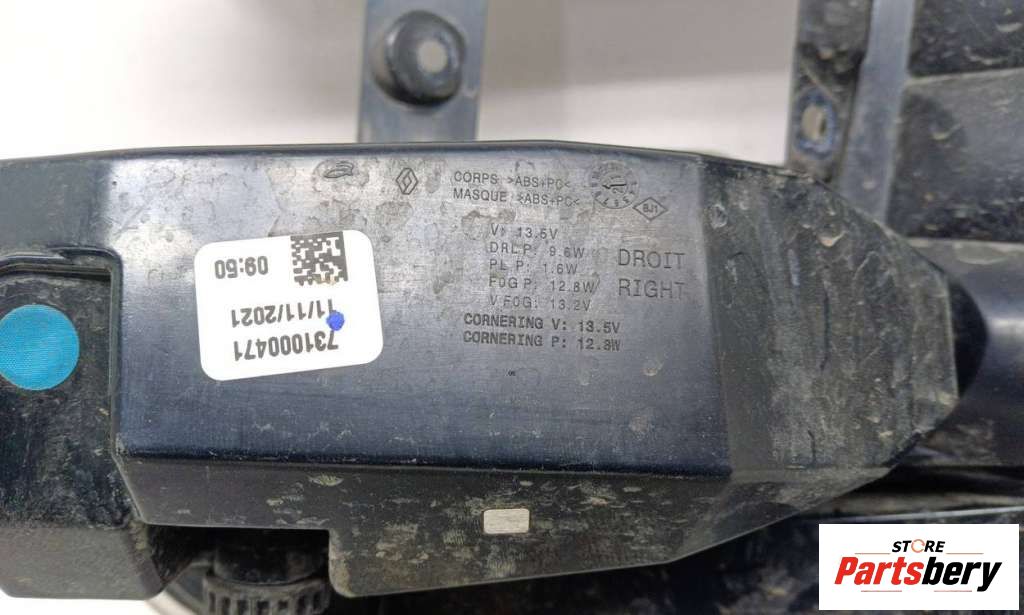 CORPS >ABS+PC<
MASQUE >ABS+PC<
BJ1
V: 13.5V
DRL P: 9.6W
PL P: 1.6W
FOG P: 12.8W
V FOG: 13.2V
CORNERING V: 13.5V
CORNERING P: 12.8W
DROIT
RIGHT
731000471
11/11/2021
09:50
STORE
Partsbery